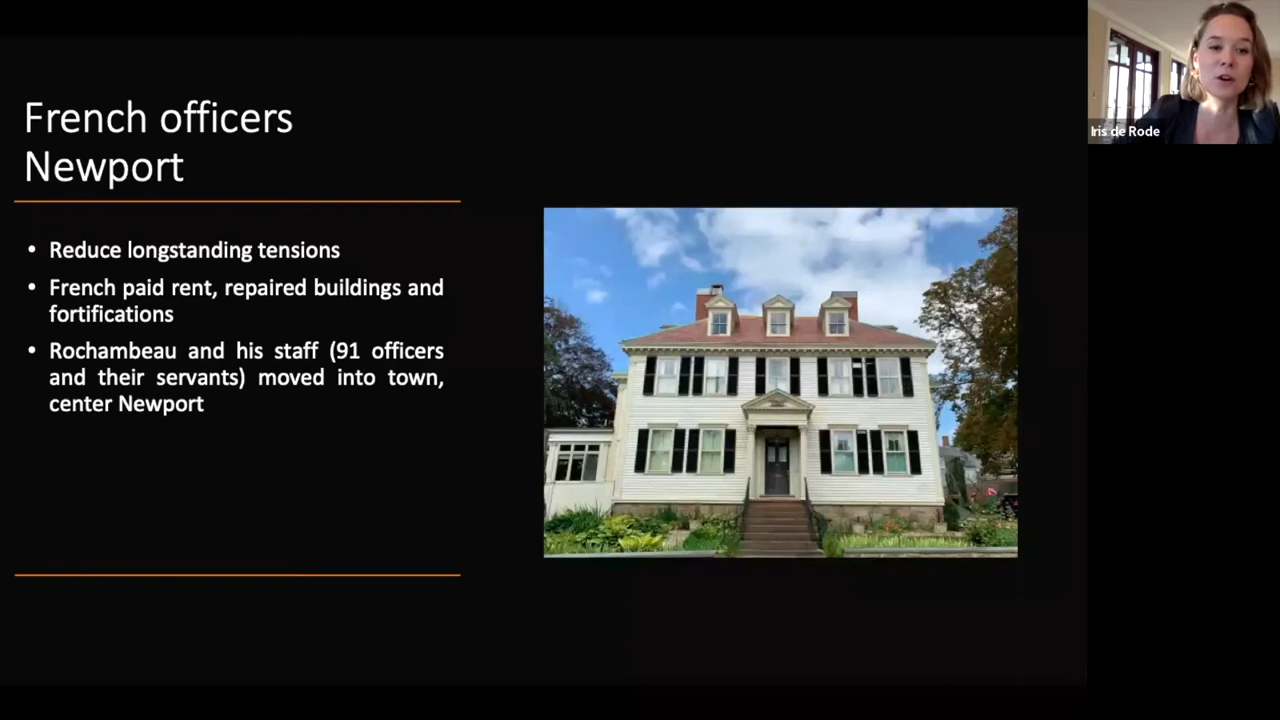 French officers
Newport
• Reduce longstanding tensions
• French paid rent, repaired buildings and
fortifications
• Rochambeau and his staff (91 officers
and their servants) moved into town,
center Newport
Iris de Rode